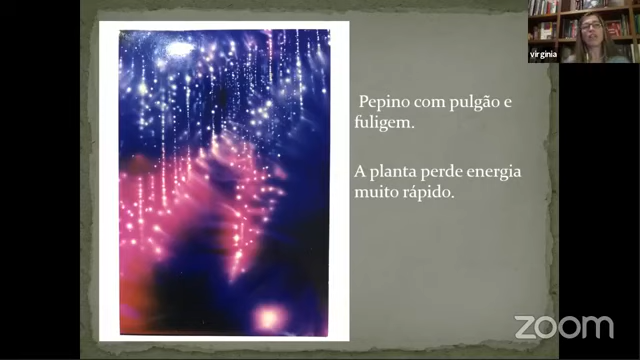 virginia
Pepino com pulgão e
fuligem.
A planta perde energia
muito rápido.
zoom